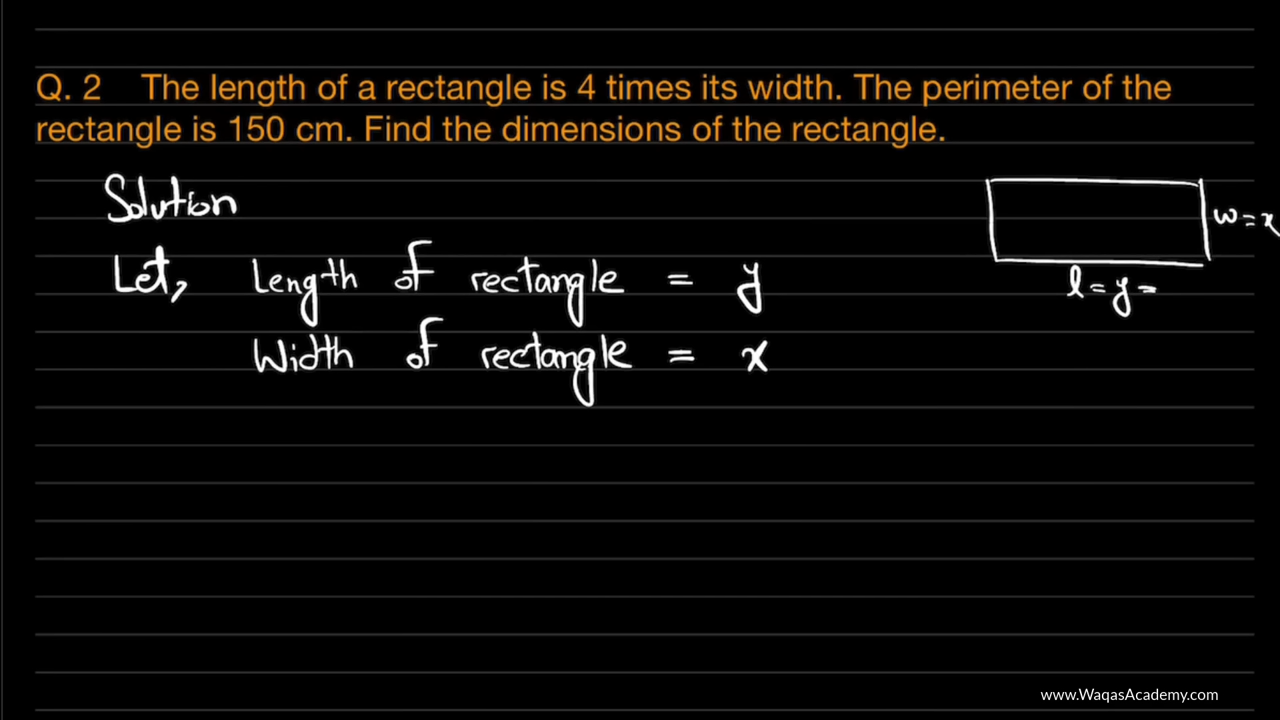 Q. 2 The length of a rectangle is 4 times its width. The perimeter of the
rectangle is 150 cm. Find the dimensions of the rectangle.
Solution
w = x
Let, Length of rectangle = y
l = y =
Width of rectangle = x
www.WaqasAcademy.com